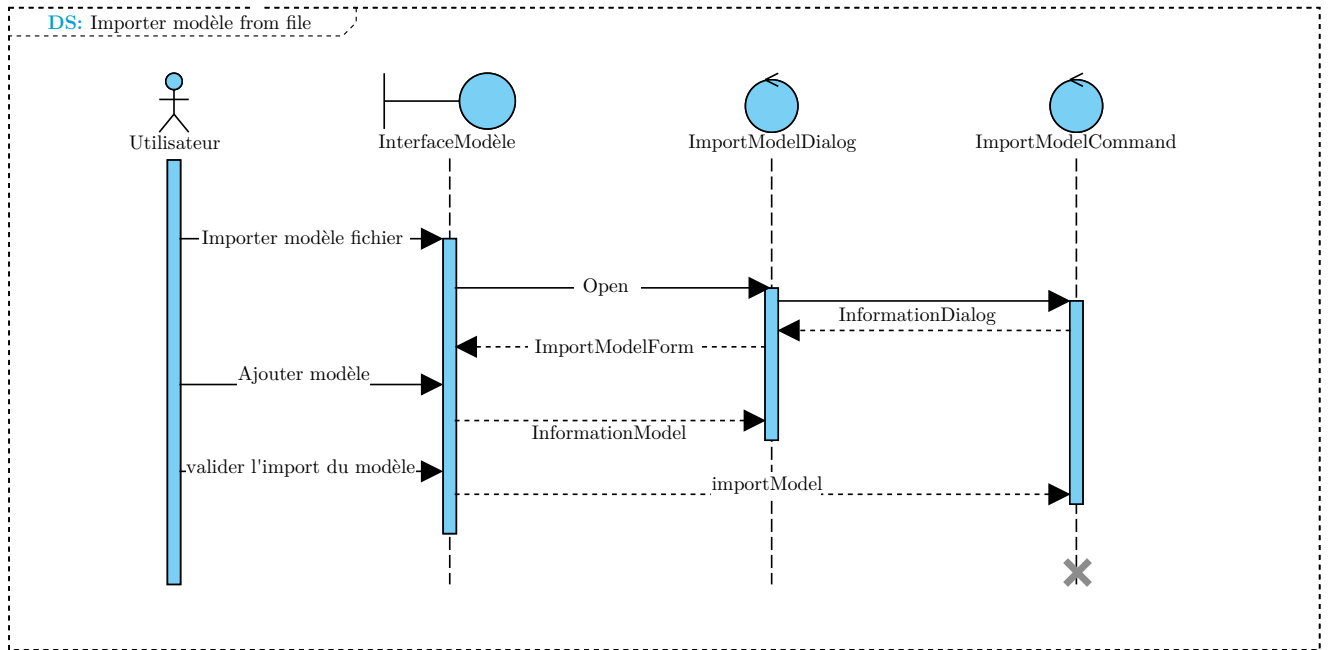 DS: Importer modèle from file
Utilisateur
InterfaceModèle
ImportModelDialog
ImportModelCommand
Importer modèle fichier
Open
InformationDialog
ImportModelForm
Ajouter modèle
InformationModel
valider l'import du modèle
importModel